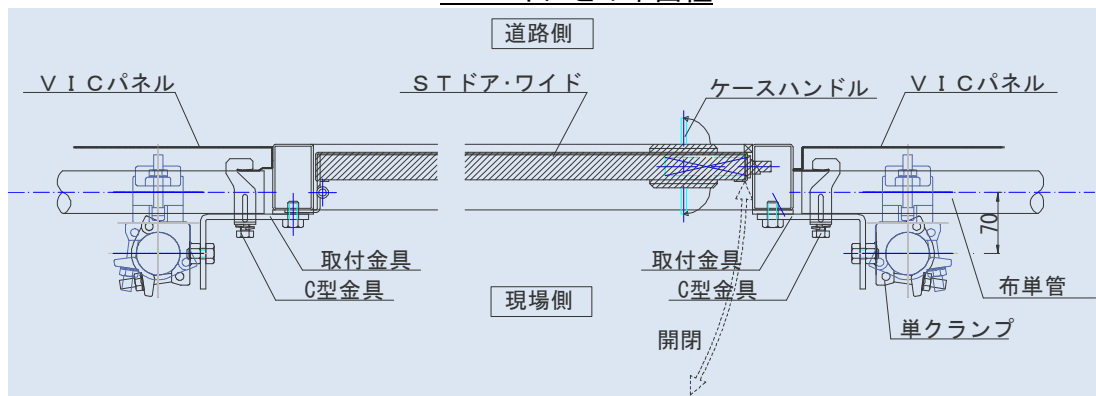 道路側
ＶＩＣパネル
ＳＴドア・ワイド
ケースハンドル
ＶＩＣパネル
70
取付金具
C型金具
取付金具
C型金具
現場側
布単管
単クランプ
開閉